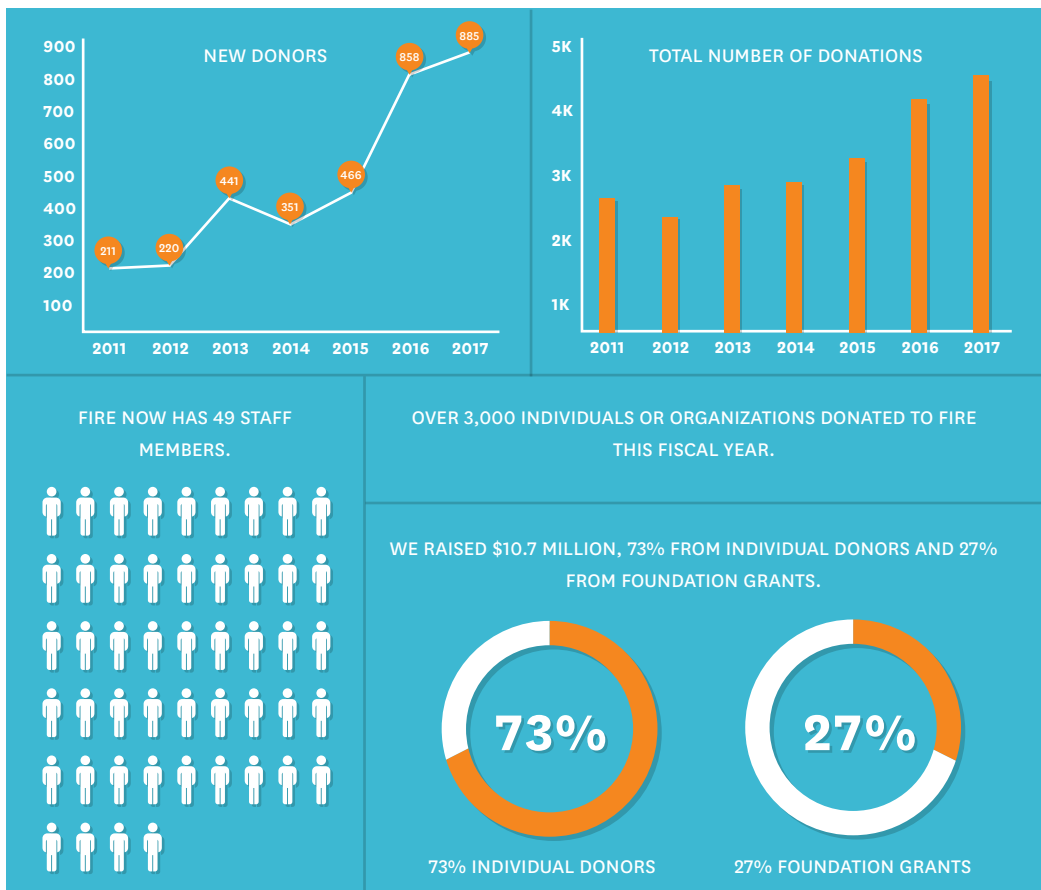 NEW DONORS
900
800
700
600
500
400
300
200
100
211
220
441
351
466
858
885
2011 2012 2013 2014 2015 2016 2017
TOTAL NUMBER OF DONATIONS
5K
4K
3K
2K
1K
2011 2012 2013 2014 2015 2016 2017
FIRE NOW HAS 49 STAFF
MEMBERS.
OVER 3,000 INDIVIDUALS OR ORGANIZATIONS DONATED TO FIRE
THIS FISCAL YEAR.
WE RAISED $10.7 MILLION, 73% FROM INDIVIDUAL DONORS AND 27%
FROM FOUNDATION GRANTS.
73%
27%
73% INDIVIDUAL DONORS
27% FOUNDATION GRANTS